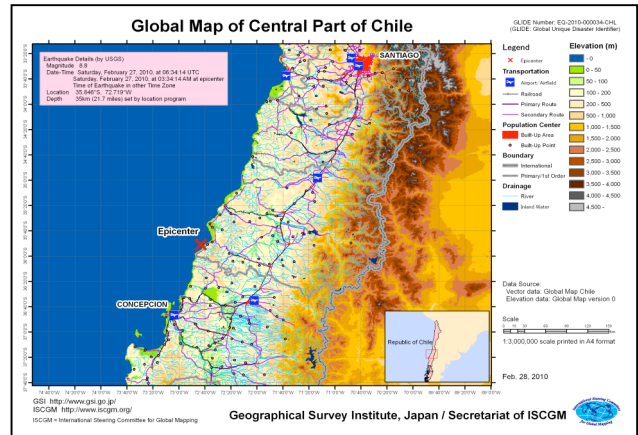 Global Map of Central Part of Chile
GLIDE Number: EQ-2010-000034-CHL
(GLIDE: Global Unique Disaster Identifier)
Earthquake Details (by USGS)
Magnitude 8.8
Date-Time Saturday, February 27, 2010, at 06:34:14 UTC
Saturday, February 27, 2010, at 03:34:14 AM at epicenter
Time of Earthquake in other Time Zone
Location 35.846°S, 72.719°W
Depth 35km (21.7 miles) set by location program
SANTIAGO
Epicenter
CONCEPCION
Legend
Epicenter
Transportation
Airport/Airfield
Railroad
Primary Route
Secondary Route
Population Center
Built-Up Area
Built-Up Point
Boundary
International
Primary/1st Order
Drainage
River
Inland Water
Elevation (m)
- 0
0 - 50
50 - 100
100 - 200
200 - 500
500 - 1,000
1,000 - 1,500
1,500 - 2,000
2,000 - 2,500
2,500 - 3,000
3,000 - 3,500
3,500 - 4,000
4,000 - 4,500
4,500 -
Data Source:
Vector data: Global Map Chile
Elevation data: Global Map version 0
Scale
1:3,000,000 scale printed in A4 format
Republic of Chile
Feb. 28, 2010
GSI http://www.gsi.go.jp/
ISCGM http://www.iscgm.org/
ISCGM = International Steering Committee for Global Mapping
Geographical Survey Institute, Japan / Secretariat of ISCGM